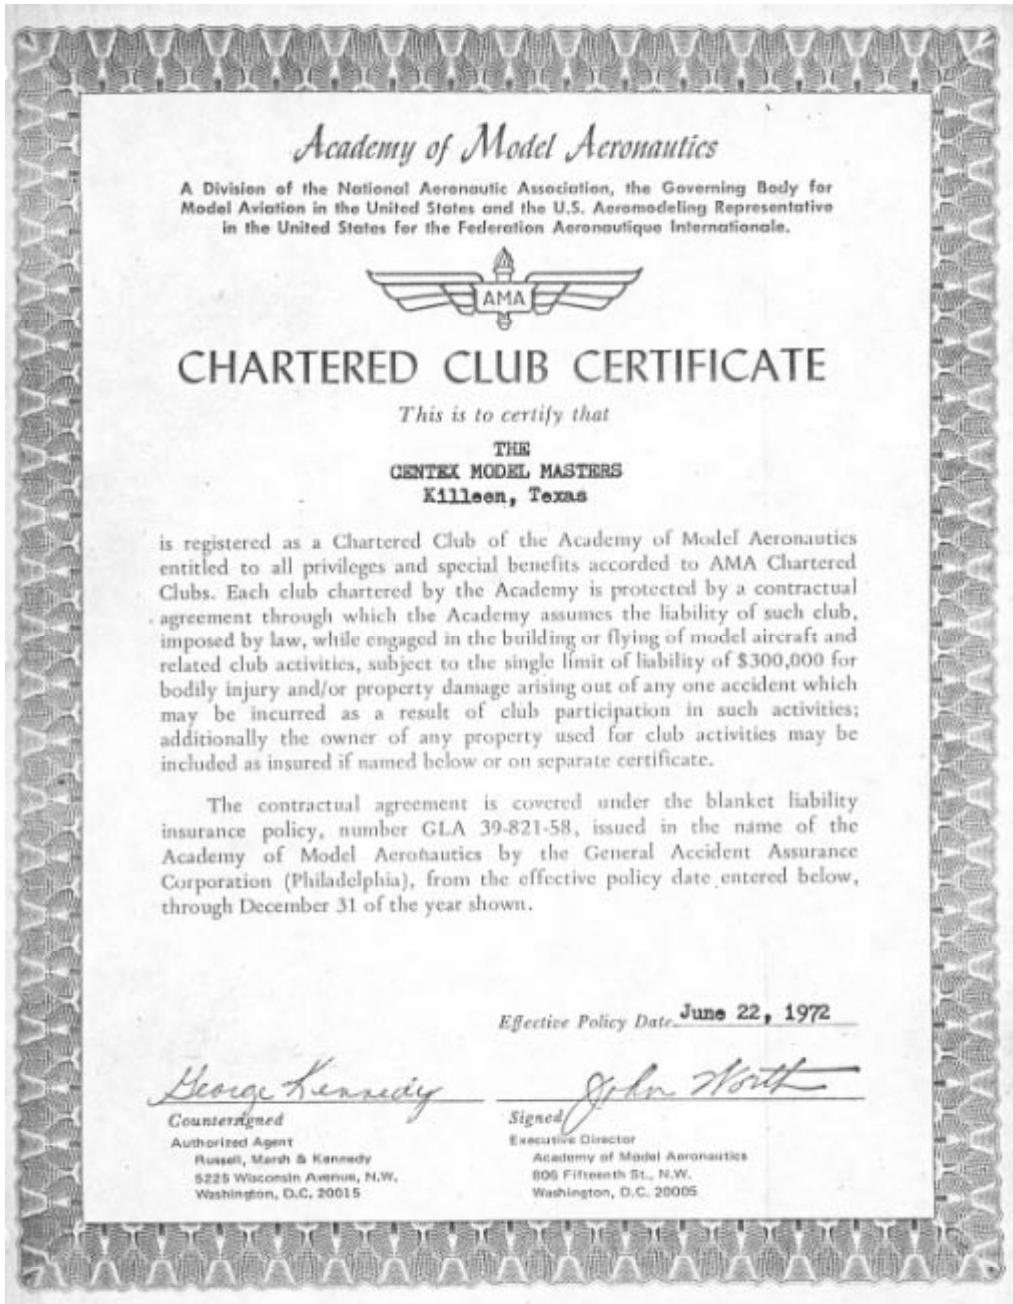 Academy of Model Aeronautics
A Division of the National Aeronautic Association, the Governing Body for
Model Aviation in the United States and the U.S. Aeromodeling Representative
in the United States for the Federation Aeronautique Internationale.
AMA
CHARTERED CLUB CERTIFICATE
This is to certify that
THE
CENTEX MODEL MASTERS
Killeen, Texas
is registered as a Chartered Club of the Academy of Model Aeronautics
entitled to all privileges and special benefits accorded to AMA Chartered
Clubs. Each club chartered by the Academy is protected by a contractual
agreement through which the Academy assumes the liability of such club,
imposed by law, while engaged in the building or flying of model aircraft and
related club activities, subject to the single limit of liability of $300,000 for
bodily injury and/or property damage arising out of any one accident which
may be incurred as a result of club participation in such activities;
additionally the owner of any property used for club activities may be
included as insured if named below or on separate certificate.
The contractual agreement is covered under the blanket liability
insurance policy, number GLA 39-821-58, issued in the name of the
Academy of Model Aeronautics by the General Accident Assurance
Corporation (Philadelphia), from the effective policy date entered below,
through December 31 of the year shown.
Effective Policy Date June 22, 1972
George Kennedy
Countersigned
Authorized Agent
Russell, Marsh & Kennedy
5225 Wisconsin Avenue, N.W.
Washington, D.C. 20015
John Worth
Signed
Executive Director
Academy of Model Aeronautics
806 Fifteenth St., N.W.
Washington, D.C. 20005